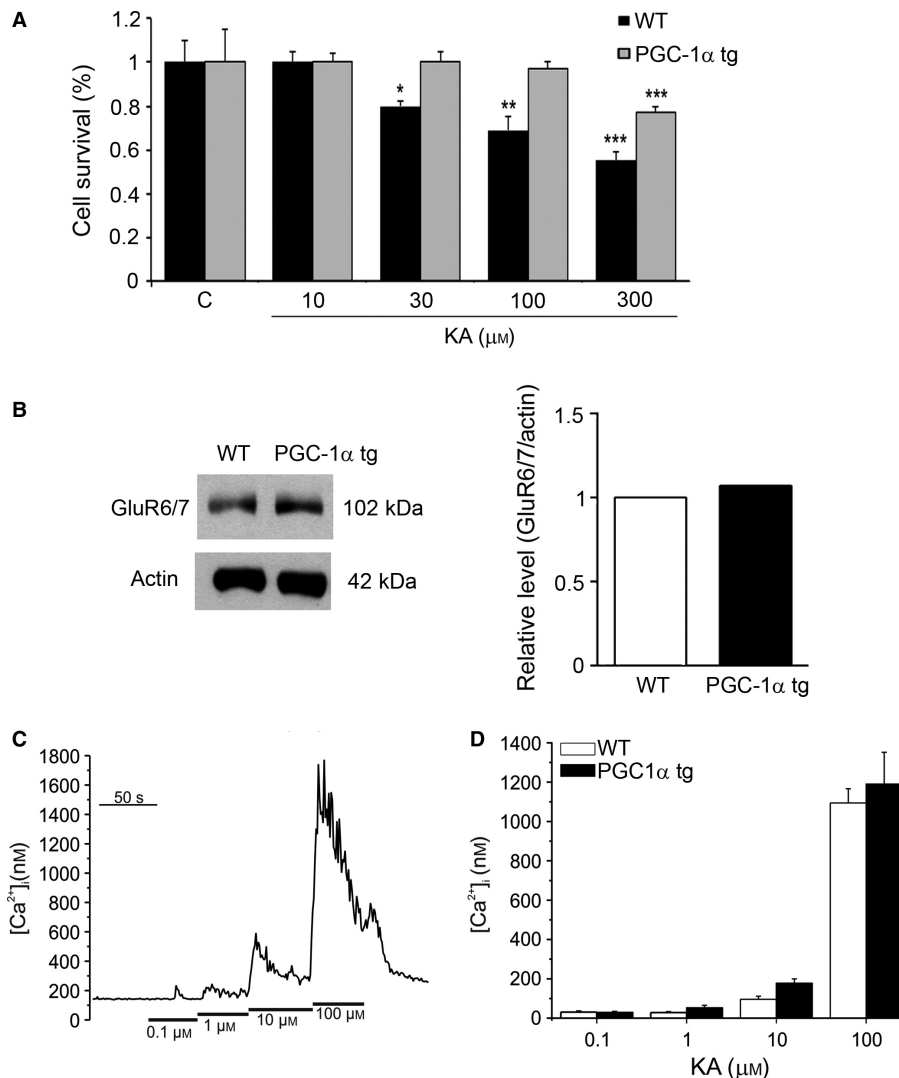 A
1.2
1
0.8
0.6
0.4
0.2
0
Cell survival (%)
WT
PGC-1α tg
*
**
***
***
C
10
30
100
300
KA (μM)
B
WT
PGC-1α tg
GluR6/7
102 kDa
Actin
42 kDa
Relative level (GluR6/7/actin)
1.5
1
0.5
0
WT
PGC-1α tg
C
1800
1600
1400
1200
1000
800
600
400
200
0
[Ca²⁺]ᵢ(nM)
50 s
0.1 μM
1 μM
10 μM
100 μM
D
WT
PGC1α tg
1400
1200
1000
800
600
400
200
0
[Ca²⁺]ᵢ (nM)
0.1
1
10
100
KA (μM)